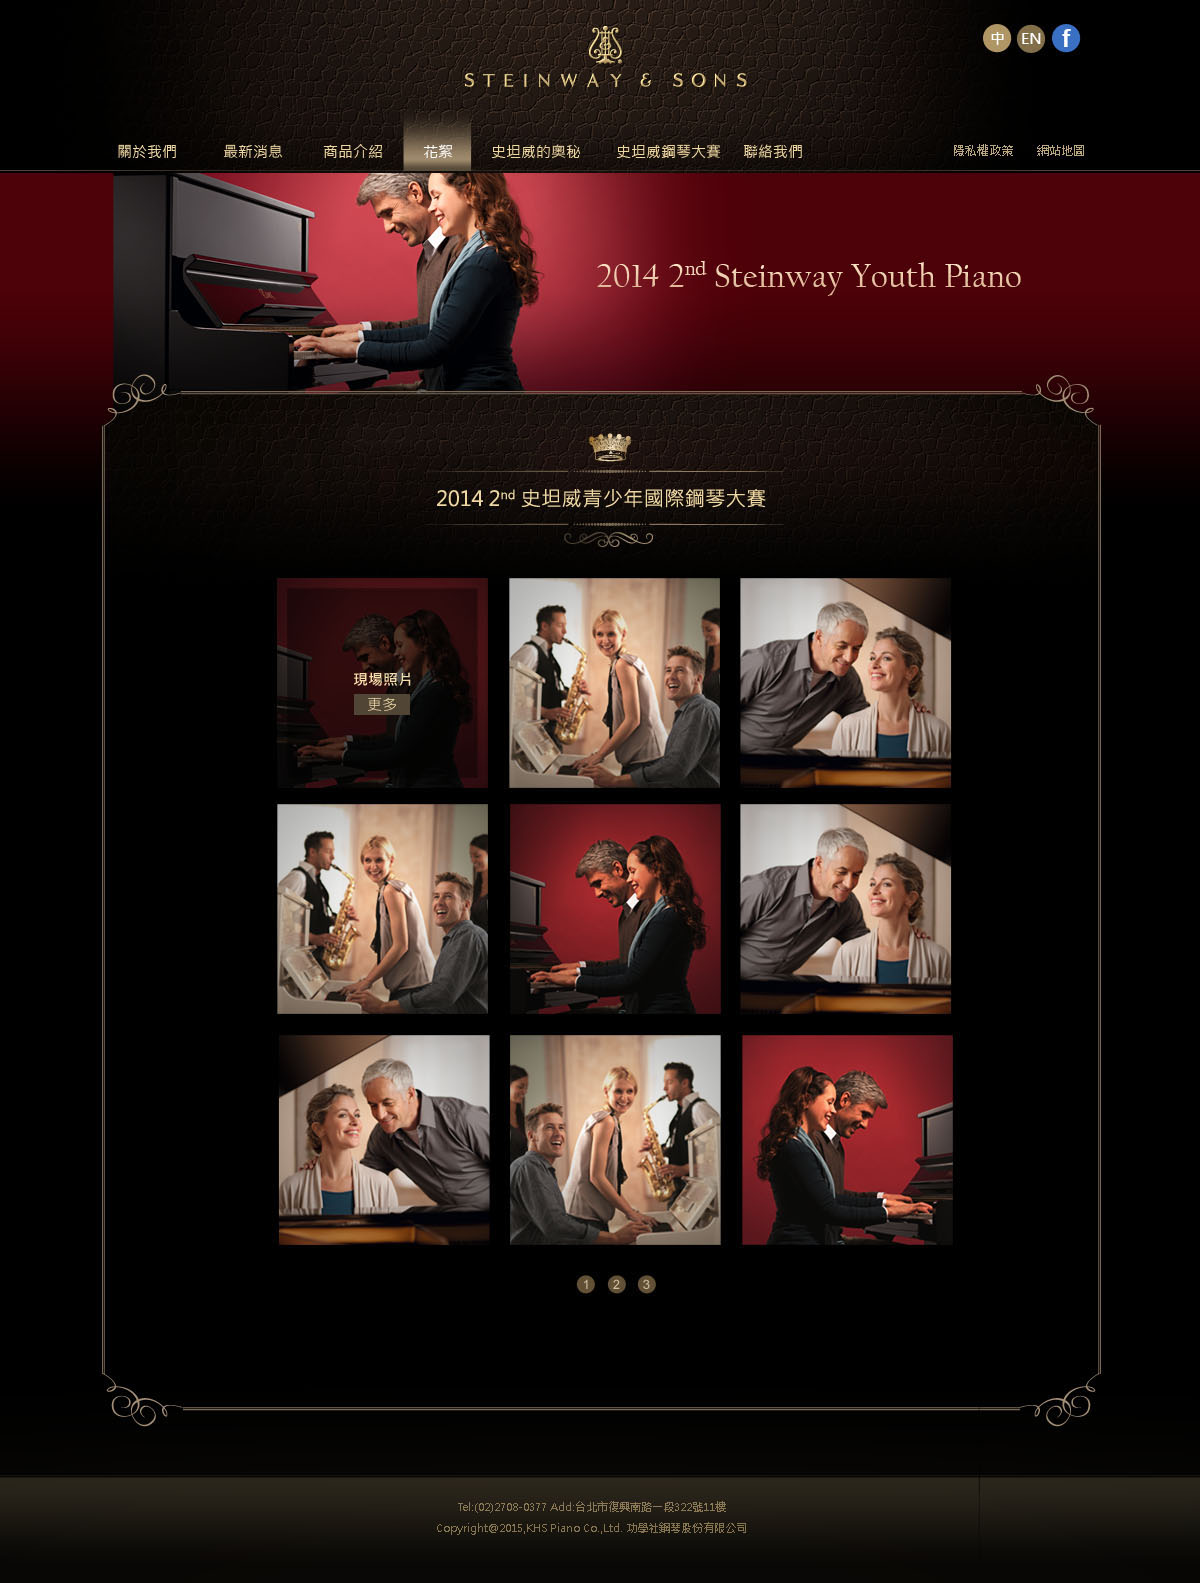 中 EN f
STEINWAY & SONS
關於我們 最新消息 商品介紹 花絮 史坦威的奧秘 史坦威鋼琴大賽 聯絡我們 隱私權政策 網站地圖
2014 2nd Steinway Youth Piano
2014 2nd 史坦威青少年國際鋼琴大賽
現場照片
更多
1 2 3
Tel:(02)2708-0377 Add:台北市復興南路一段322號11樓
Copyright@2015,KHS Piano Co.,Ltd. 功學社鋼琴股份有限公司